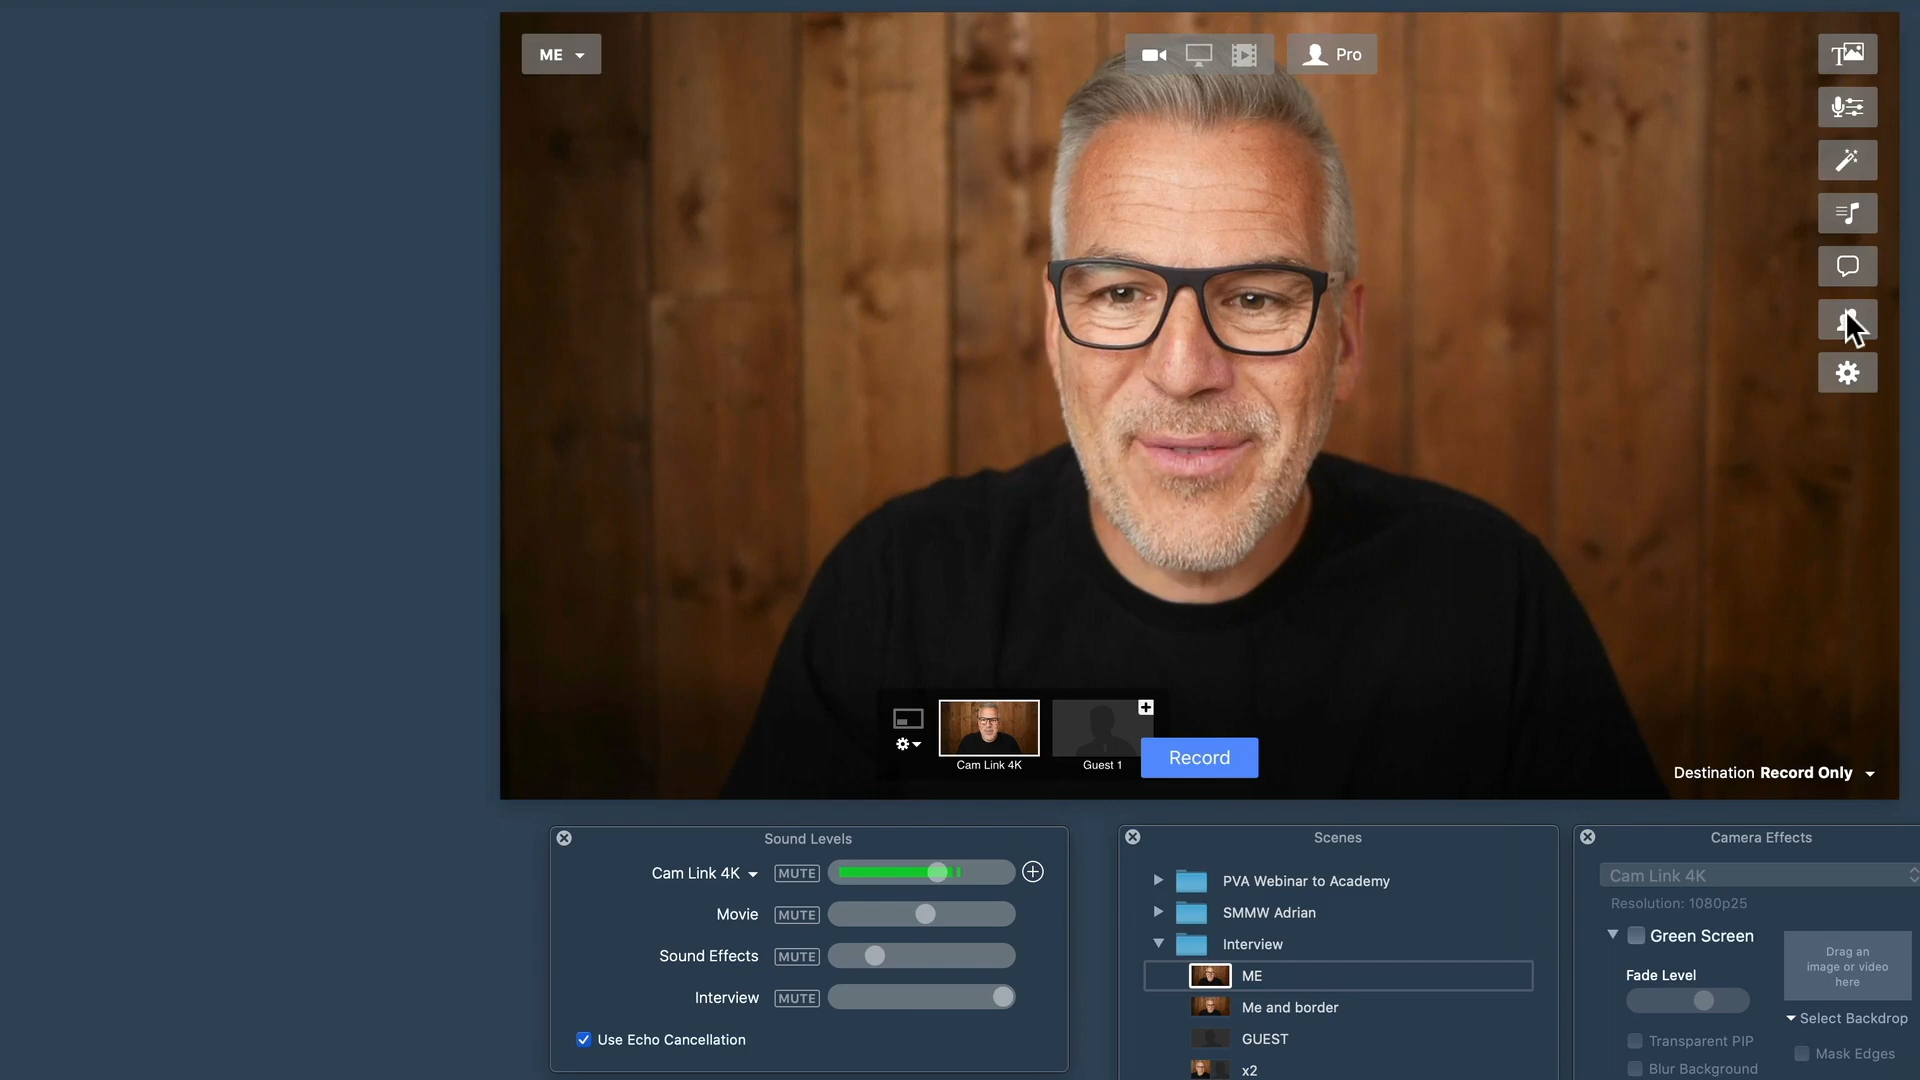 ME
Pro
Cam Link 4K
Guest 1
Record
Destination Record Only
Sound Levels
Cam Link 4K MUTE
Movie MUTE
Sound Effects MUTE
Interview MUTE
Use Echo Cancellation
Scenes
PVA Webinar to Academy
SMMW Adrian
Interview
ME
Me and border
GUEST
x2
Camera Effects
Cam Link 4K
Resolution: 1080p25
Green Screen
Drag an
image or video
here
Fade Level
Select Backdrop
Transparent PIP
Mask Edges
Blur Background